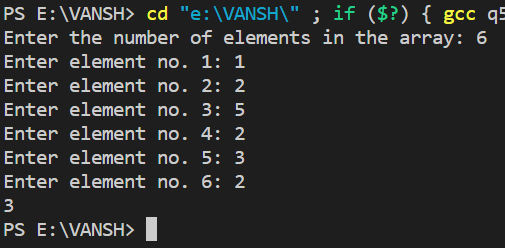 PS E:\VANSH> cd "e:\VANSH\" ; if ($?) { gcc q5
Enter the number of elements in the array: 6
Enter element no. 1: 1
Enter element no. 2: 2
Enter element no. 3: 5
Enter element no. 4: 2
Enter element no. 5: 3
Enter element no. 6: 2
3
PS E:\VANSH>